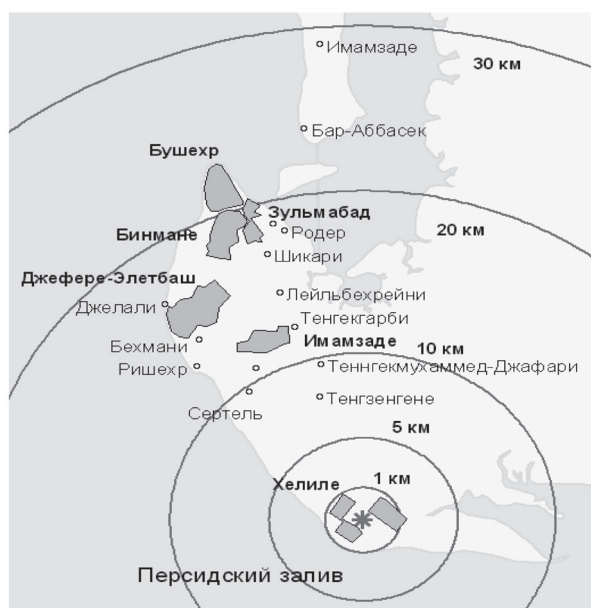 Имамзаде
30 км
Бар-Аббасек
Бушехр
Зульмабад
20 км
Бинмане
Родер
Шикари
Джефере-Элетбаш
Лейльбехрейни
Джелали
Тенгекгарби
Бехмани
Имамзаде
10 км
Ришехр
Теннгекмухаммед-Джафари
Сертель
Тенгзенгене
5 км
Хелиле
1 км
Персидский залив